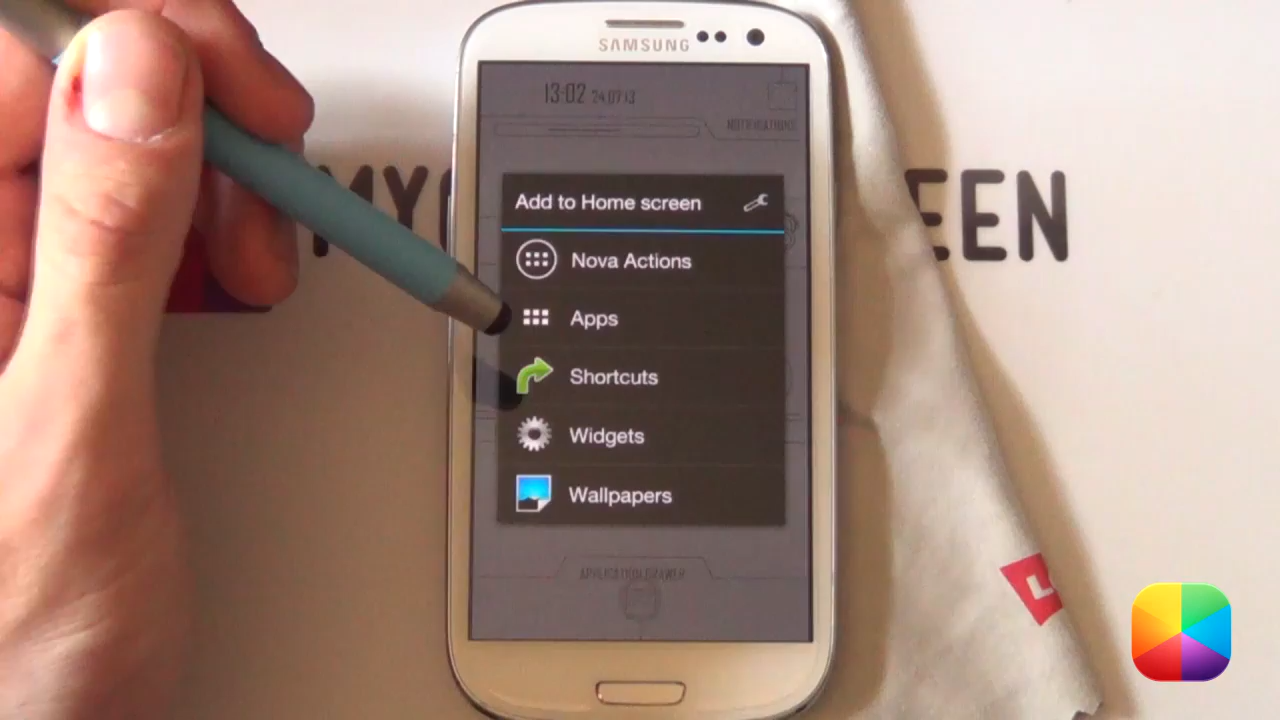 SAMSUNG
13:02 24.07.13
NOTIFICATIONS
MY
EEN
Add to Home screen
Nova Actions
Apps
Shortcuts
Widgets
Wallpapers
APPLICATION DRAWER